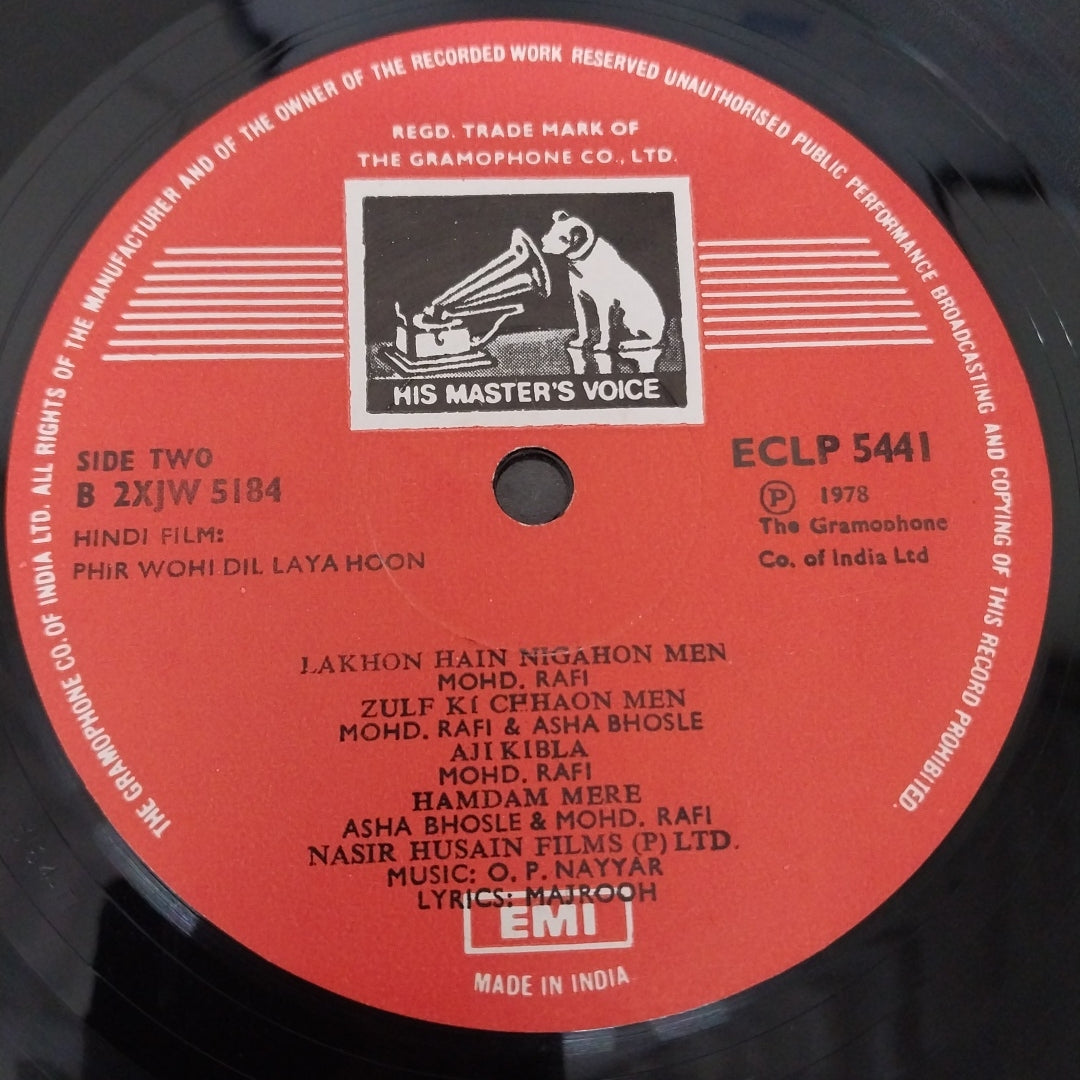 THE GRAMOPHONE CO. OF INDIA LTD. ALL RIGHTS OF THE MANUFACTURER AND OF THE OWNER OF THE RECORDED WORK RESERVED UNAUTHORISED PUBLIC PERFORMANCE BROADCASTING AND COPYING OF THIS RECORD PROHIBITED.
REGD. TRADE MARK OF
THE GRAMOPHONE CO., LTD.
HIS MASTER'S VOICE
SIDE TWO
B 2XJW 5184
HINDI FILM:
PHIR WOHI DIL LAYA HOON
ECLP 5441
Ⓟ 1978
The Gramophone
Co. of India Ltd
LAKHON HAIN NIGAHON MEN
MOHD. RAFI
ZULF KI CHHAON MEN
MOHD. RAFI & ASHA BHOSLE
AJI KIBLA
MOHD. RAFI
HAMDAM MERE
ASHA BHOSLE & MOHD. RAFI
NASIR HUSAIN FILMS (P) LTD.
MUSIC: O. P. NAYYAR
LYRICS: MAJROOH
EMI
MADE IN INDIA